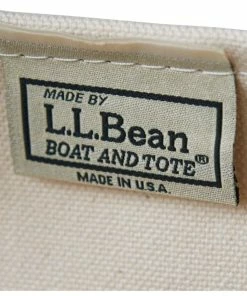 MADE BY
L.L.Bean
BOAT AND TOTE®
MADE IN U.S.A.